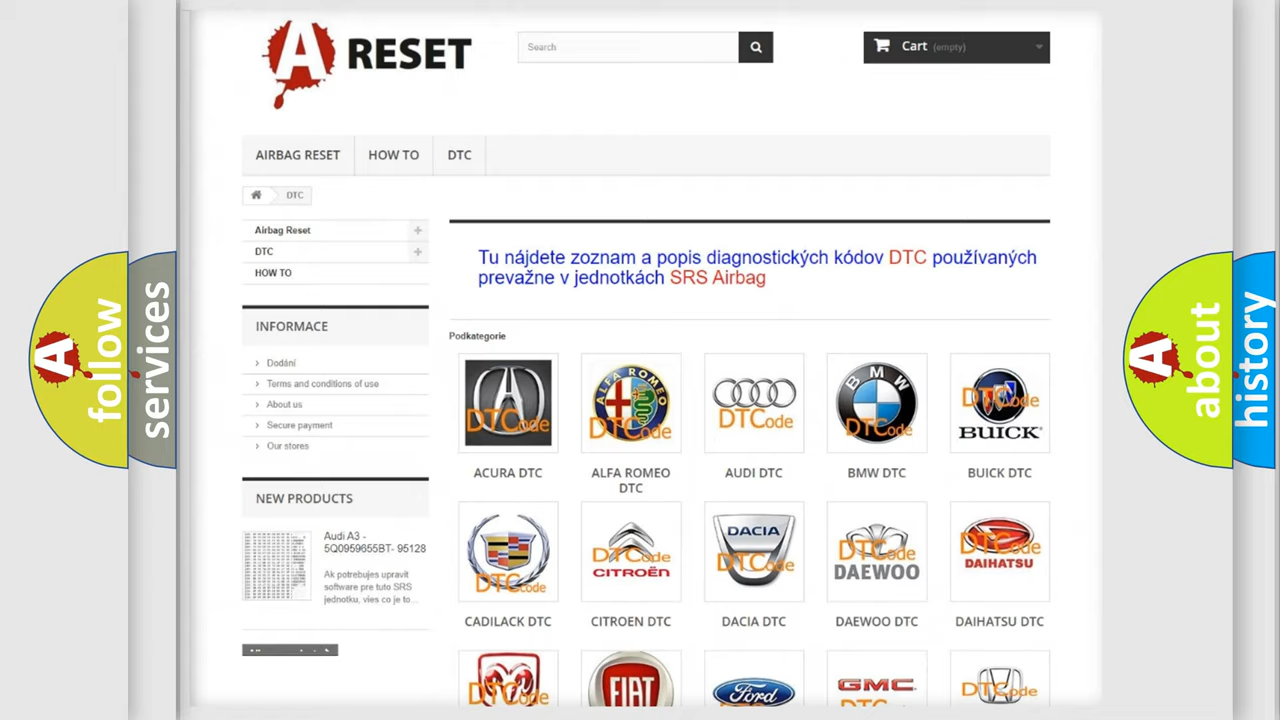 A RESET
Search
Cart (empty)
AIRBAG RESET
HOW TO
DTC
DTC
Airbag Reset
DTC
HOW TO
Tu nájdete zoznam a popis diagnostických kódov DTC používaných
prevažne v jednotkách SRS Airbag
INFORMACE
Dodání
Terms and conditions of use
About us
Secure payment
Our stores
Podkategorie
DTCode
ALFA ROMEO
DTCode
DTCode
BMW
DTCode
DTCode
BUICK
ACURA DTC
ALFA ROMEO
DTC
AUDI DTC
BMW DTC
BUICK DTC
NEW PRODUCTS
Audi A3 -
5Q0959655BT- 95128
Ak potrebujes upravit
software pre tuto SRS
jednotku, vies co je to...
DTCode
DTCode
CITROËN
DACIA
DTCode
DTCode
DAEWOO
DTCode
DAIHATSU
CADILACK DTC
CITROEN DTC
DACIA DTC
DAEWOO DTC
DAIHATSU DTC
DTCode
FIAT
Ford
DTCode
GMC
DTCode
A
follow
services
A
about
history